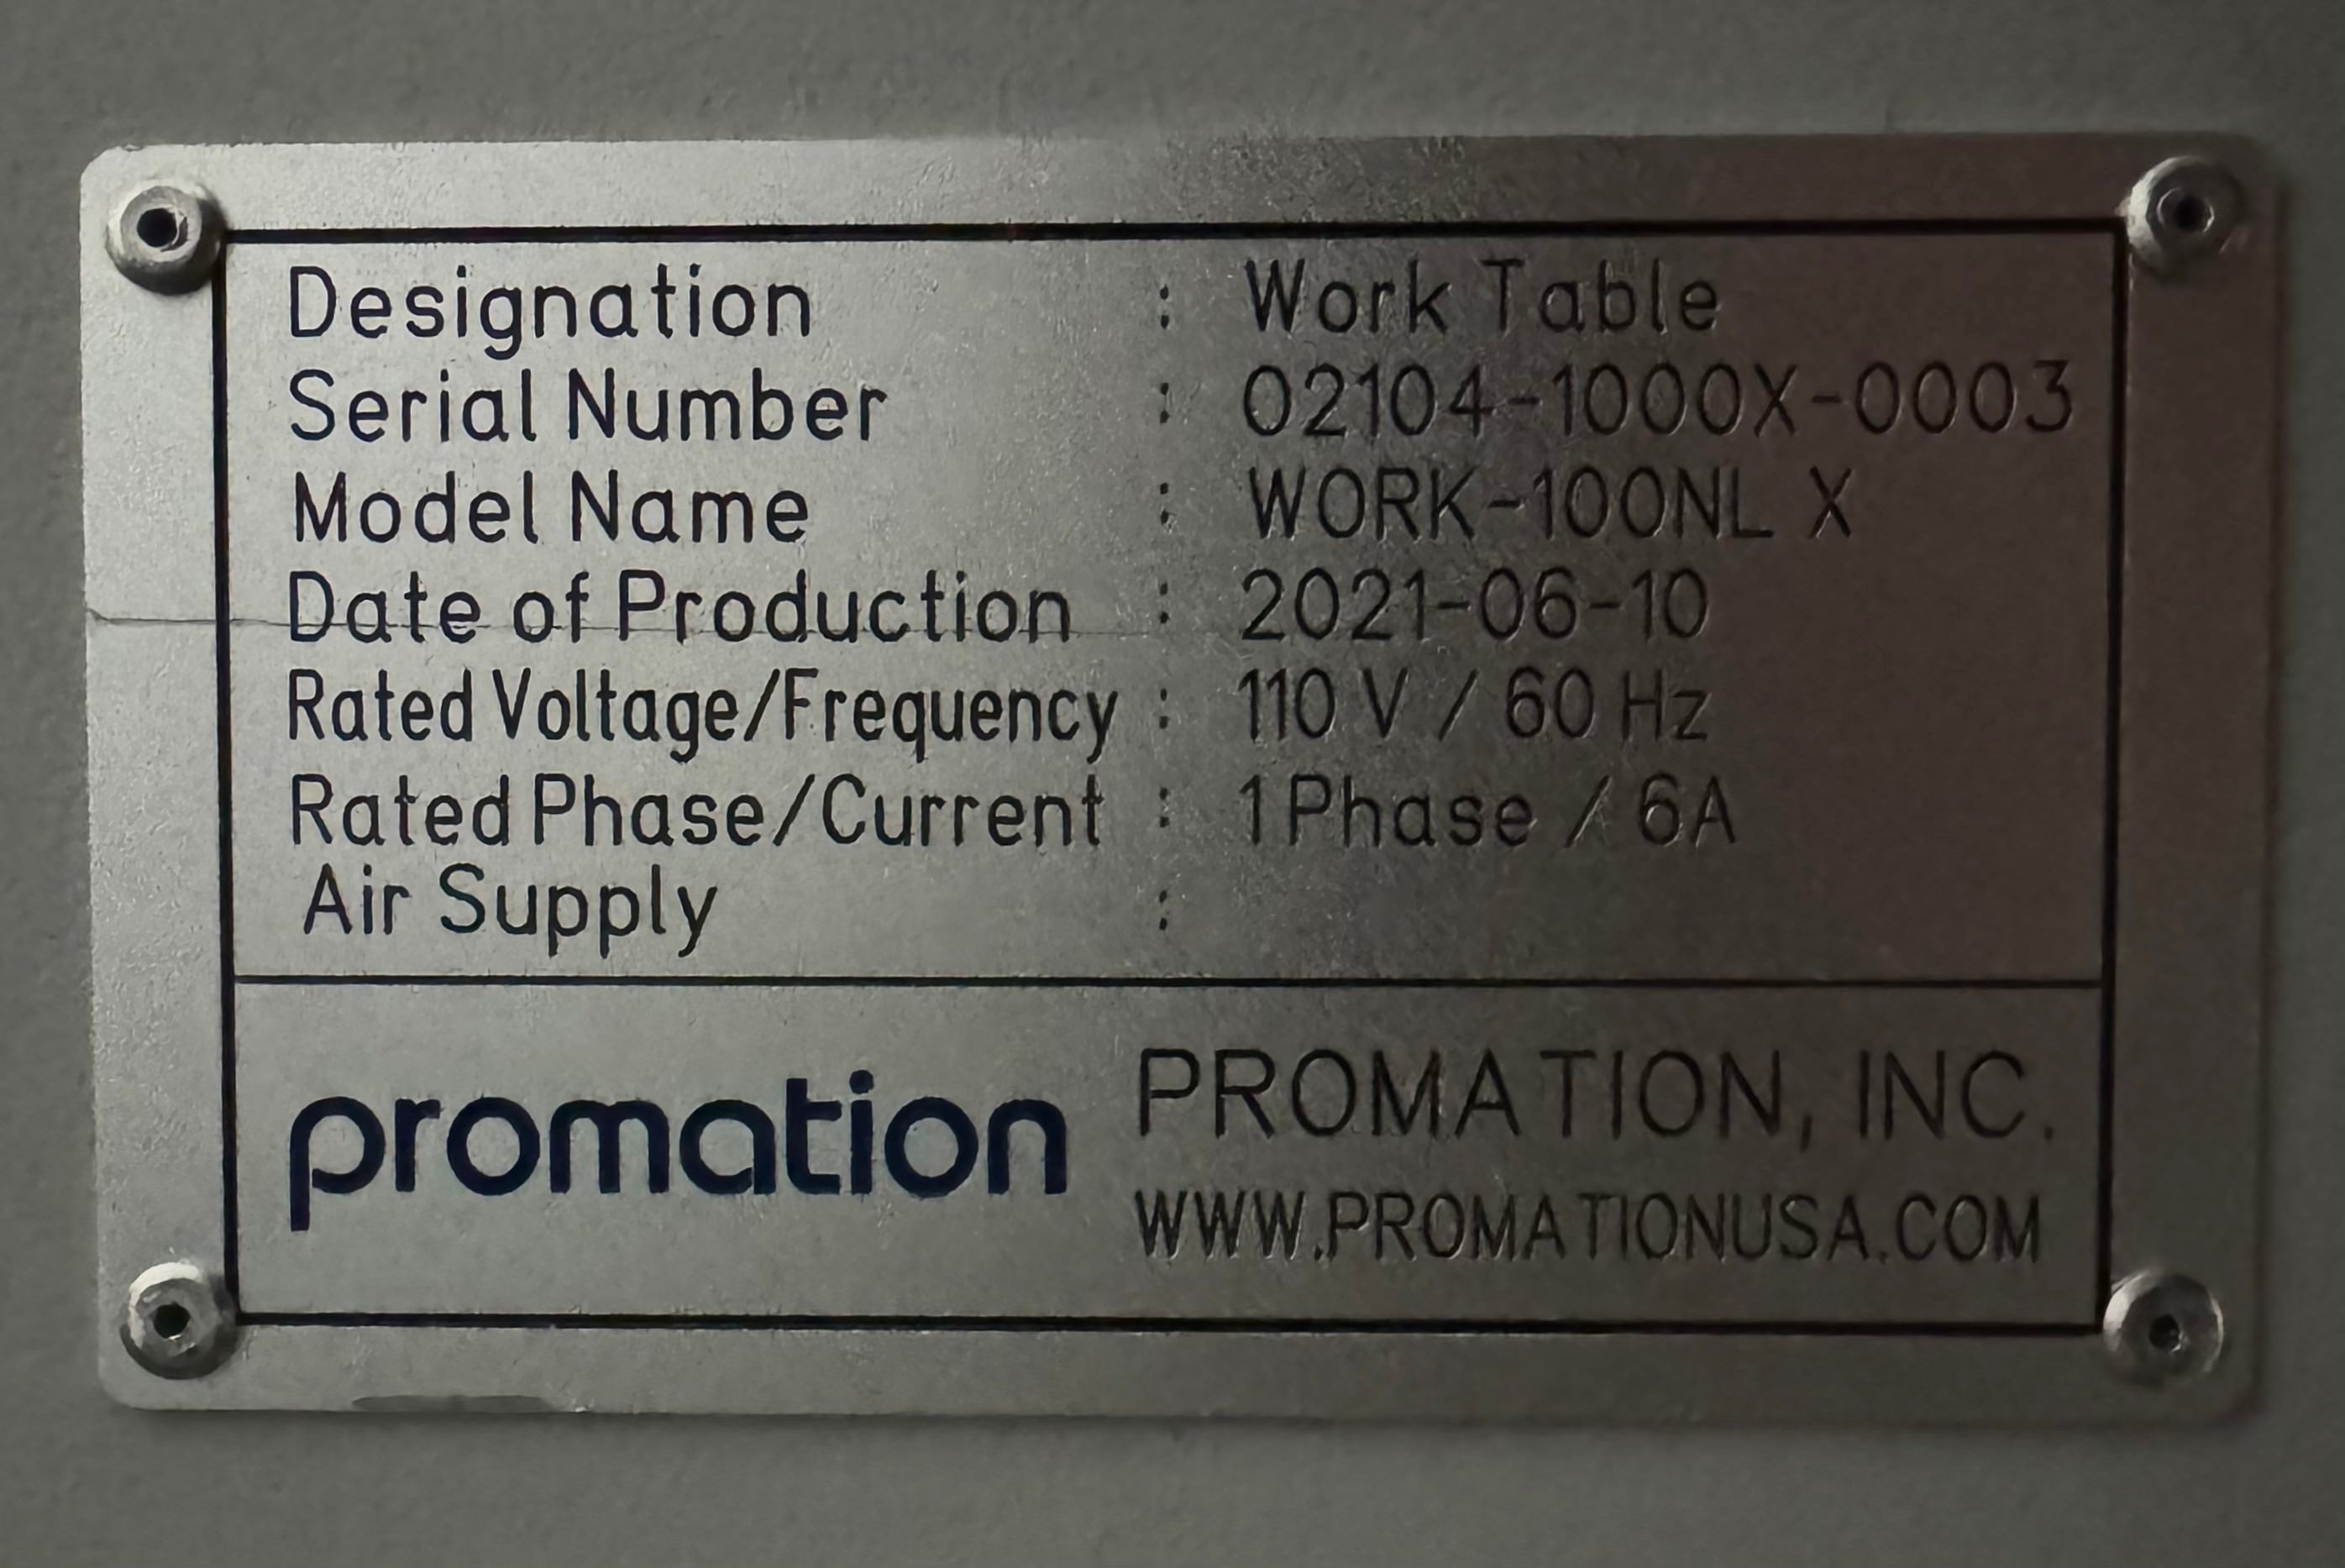 Designation : Work Table
Serial Number : 02104-1000X-0003
Model Name : WORK-100NL X
Date of Production : 2021-06-10
Rated Voltage/Frequency : 110 V / 60 Hz
Rated Phase/Current : 1 Phase / 6A
Air Supply :
promation
PROMATION, INC.
WWW.PROMATIONUSA.COM